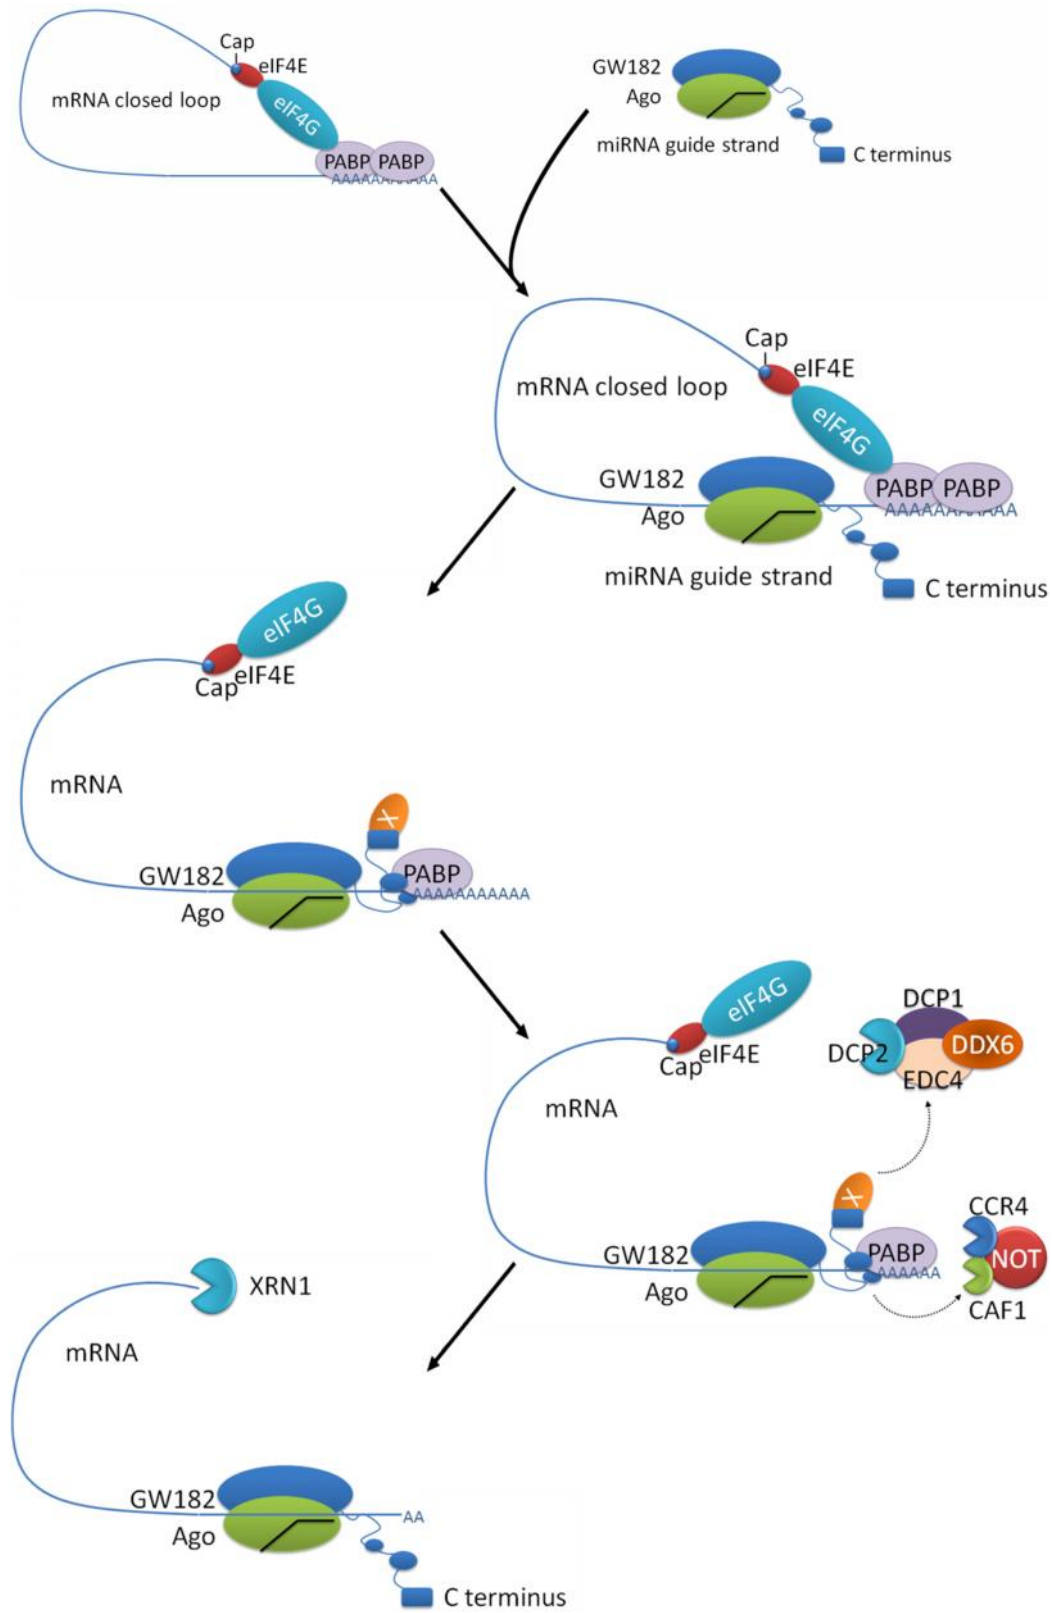 Cap
eIF4E
mRNA closed loop
eIF4G
PABP PABP
AAAAAAAAAAA
GW182
Ago
miRNA guide strand
C terminus
Cap
eIF4E
mRNA closed loop
eIF4G
GW182
PABP PABP
Ago
AAAAAAAAAAA
miRNA guide strand
C terminus
eIF4G
eIF4E
Cap
mRNA
X
GW182
PABP
AAAAAAAAAAA
Ago
eIF4G
eIF4E
Cap
mRNA
DCP1
DCP2
DDX6
EDC4
X
CCR4
GW182
PABP
NOT
AAAAAA
Ago
CAF1
XRN1
mRNA
GW182
AA
Ago
C terminus